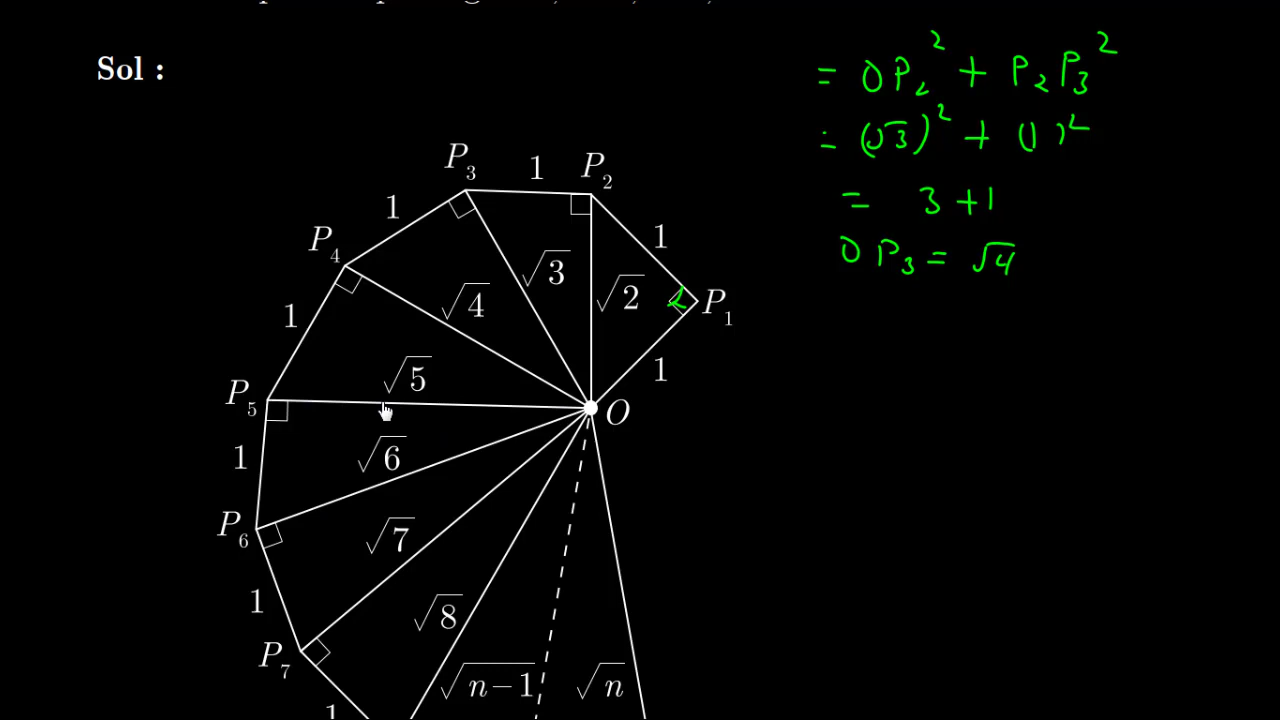 Sol :
= OP₂² + P₂P₃²
= (√3)² + (1)²
= 3 + 1
OP₃ = √4
P₃ 1 P₂
1
P₄ 1
√3
√2 P₁
√4
1
1
√5
P₅
O
1 √6
P₆
√7
1
√8
P₇
√n−1 √n
1